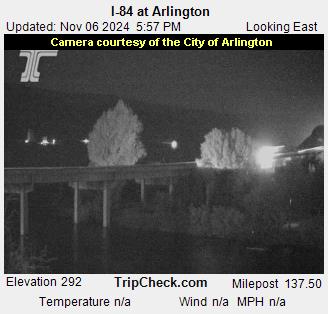 I-84 at Arlington
Updated: Nov 06 2024 5:57 PM Looking East
Camera courtesy of the City of Arlington
Elevation 292 TripCheck.com Milepost 137.50
Temperature n/a Wind n/a MPH n/a